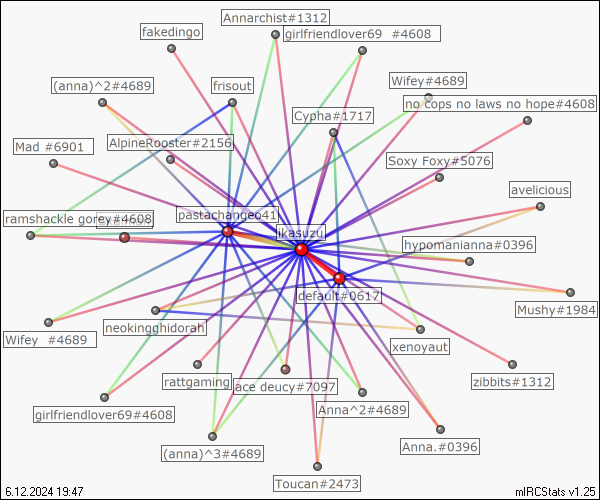 Annarchist#1312
fakedingo
girlfriendlover69   #4608
(anna)^2#4689
frisout
Wifey#4689
no cops no laws no hope#4608
Cypha#1717
AlpineRooster#2156
Mad #6901
Soxy Foxy#5076
avelicious
ramshackle gorey#4608
pastachangeo41
ikasuzu
hypomanianna#0396
default#0617
Mushy#1984
neokingghidorah
Wifey   #4689
xenoyaut
rattgaming
ace deucy#7097
zibbits#1312
girlfriendlover69#4608
Anna^2#4689
Anna.#0396
(anna)^3#4689
Toucan#2473
6.12.2024 19:47
mIRCStats v1.25